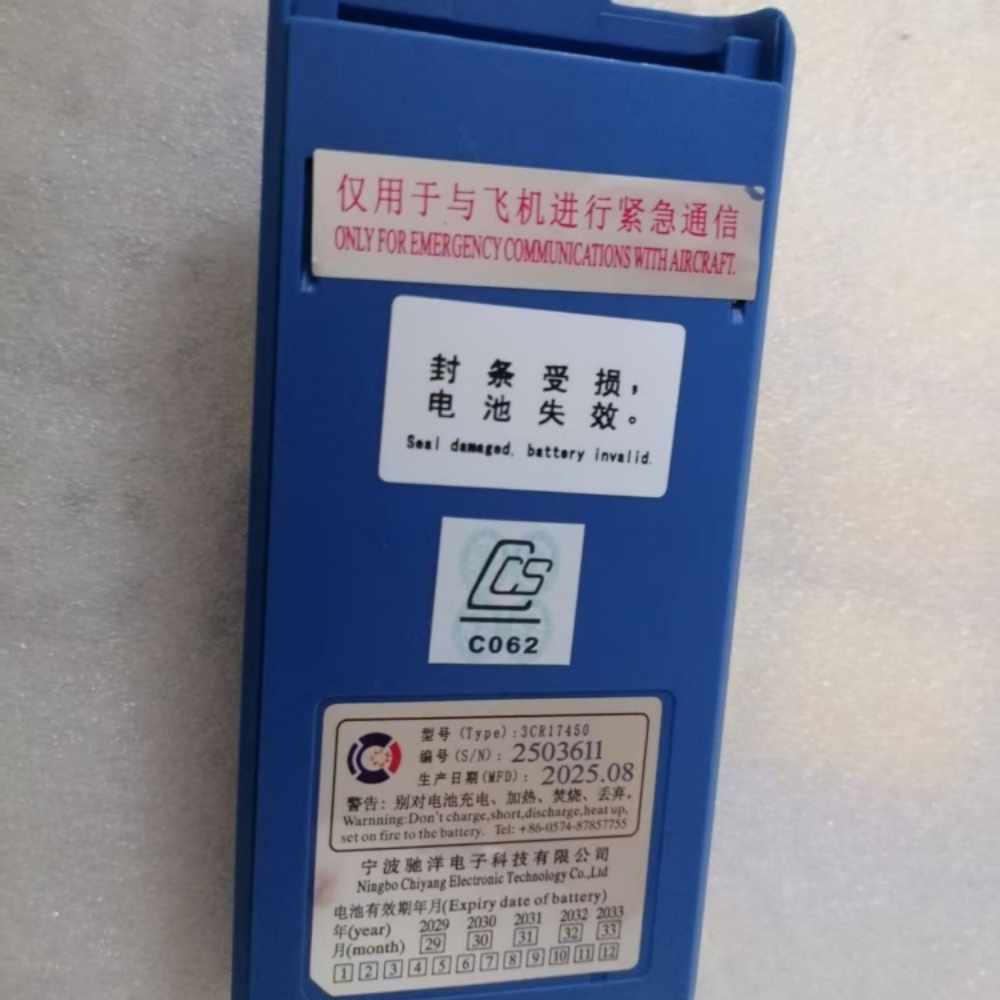 仅用于与飞机进行紧急通信
ONLY FOR EMERGENCY COMMUNICATIONS WITH AIRCRAFT.
封条受损，
电池失效。
Seal damaged, battery invalid.
CCS
C062
型号 (Type) : 3CR17450
编号 (S/N) : 2503611
生产日期(MFD) : 2025.08
警告: 别对电池充电、加热、焚烧、丢弃。
Warnning:Don't charge,short,discharge,heat up,
set on fire to the battery. Tel: +86-0574-87857755
宁波驰洋电子科技有限公司
Ningbo Chiyang Electronic Technology Co.,Ltd
电池有效期年月(Expiry date of battery)
年(year) 2029 2030 2031 2032 2033
月(month) 29 30 31 32 33
1 2 3 4 5 6 7 8 9 10 11 12